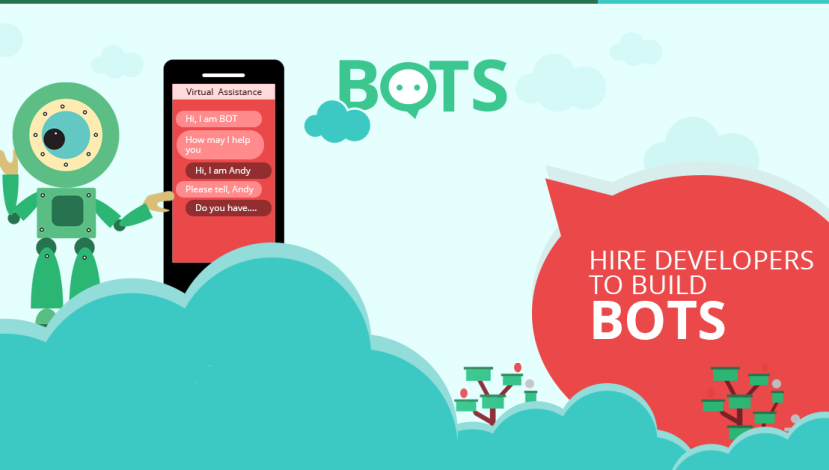 Virtual Assistance
Hi, I am BOT
How may I help
you
Hi, I am Andy
Please tell, Andy
Do you have....
BOTS
HIRE DEVELOPERS
TO BUILD
BOTS